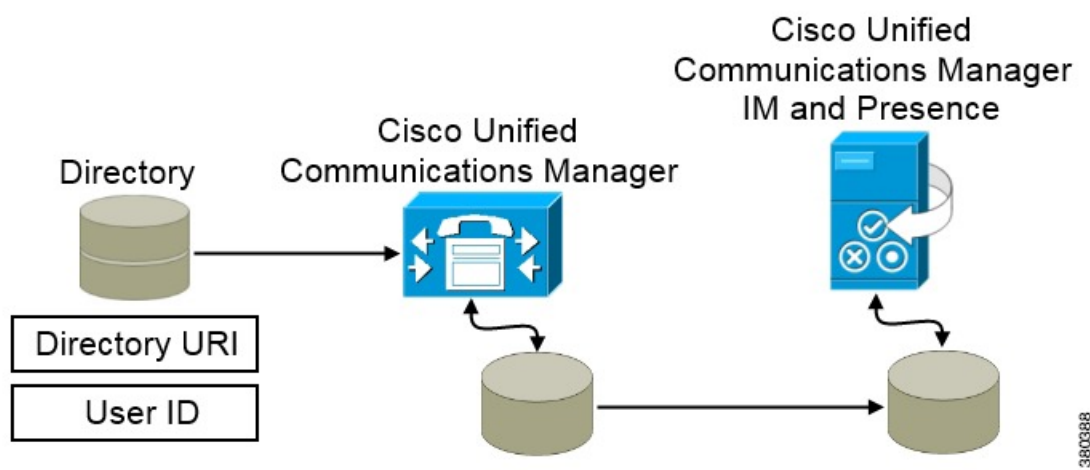 Cisco Unified
Communications Manager
IM and Presence
Cisco Unified
Communications Manager
Directory
Directory URI
User ID
380388